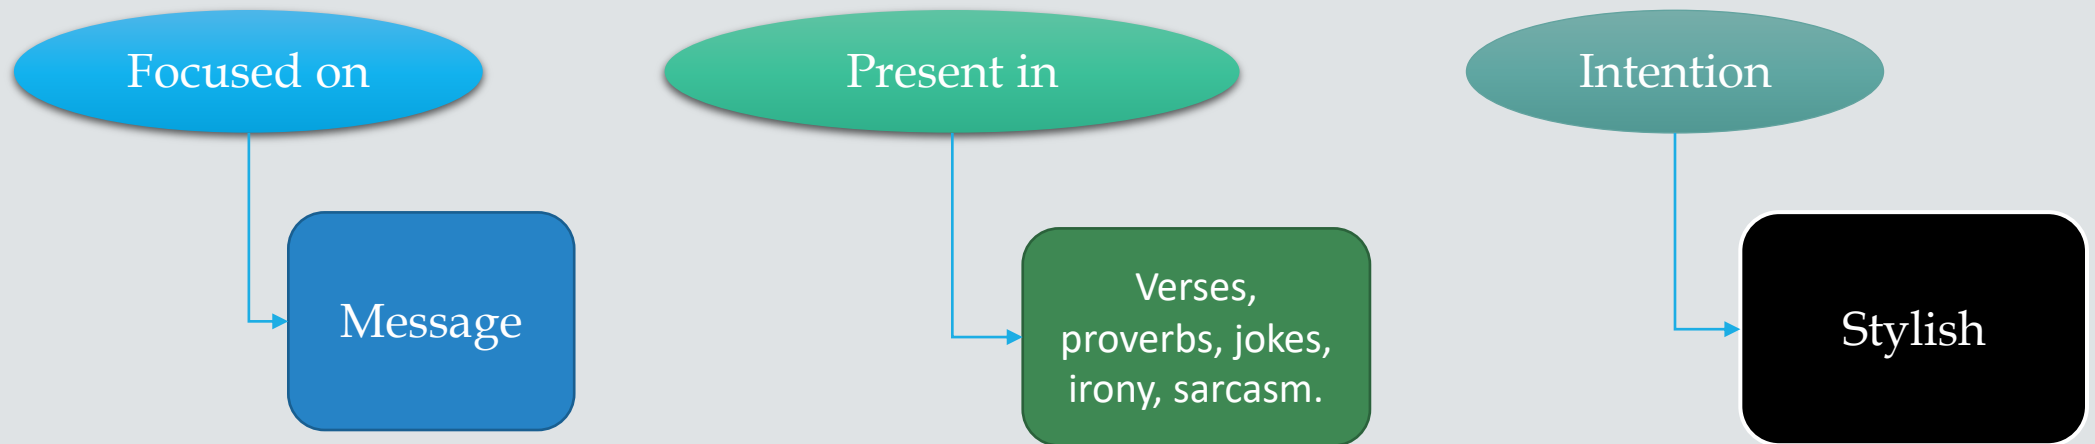 Focused on
Present in
Intention
Message
Verses,
proverbs, jokes,
irony, sarcasm.
Stylish